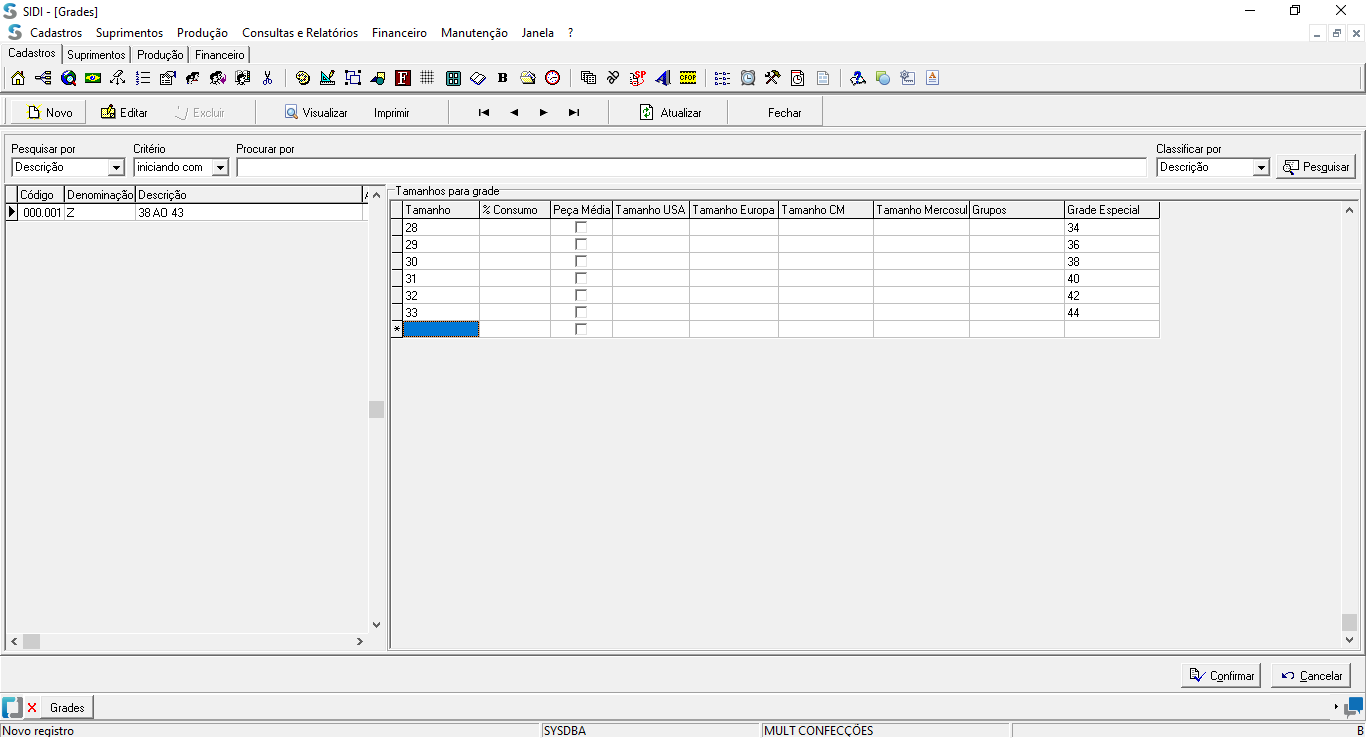 SIDI - [Grades]
Cadastros Suprimentos Produção Consultas e Relatórios Financeiro Manutenção Janela ?
Cadastros Suprimentos Produção Financeiro
F B SP CFOP A
Novo Editar Excluir Visualizar Imprimir Atualizar Fechar
Pesquisar por Critério Procurar por Classificar por
Descrição iniciando com Descrição Pesquisar
Código Denominação Descrição
000.001 Z 38 AO 43
Tamanhos para grade
Tamanho % Consumo Peça Média Tamanho USA Tamanho Europa Tamanho CM Tamanho Mercosul Grupos Grade Especial
28 34
29 36
30 38
31 40
32 42
33 44
*
Confirmar Cancelar
Grades
Novo registro SYSDBA MULT CONFECÇÕES B